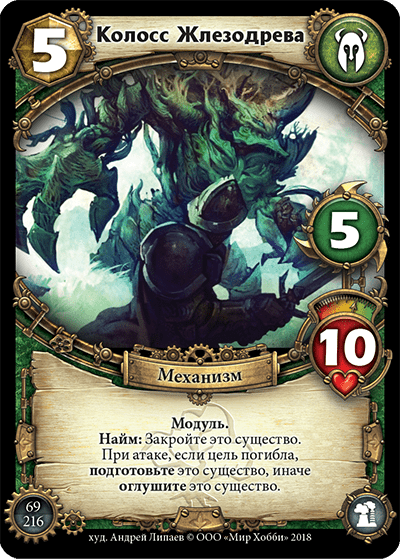 5
Колосс Жлезодрева
5
10
Механизм
Модуль.
Найм: Закройте это существо.
При атаке, если цель погибла,
подготовьте это существо, иначе
оглушите это существо.
69
216
худ. Андрей Липаев © ООО «Мир Хобби» 2018